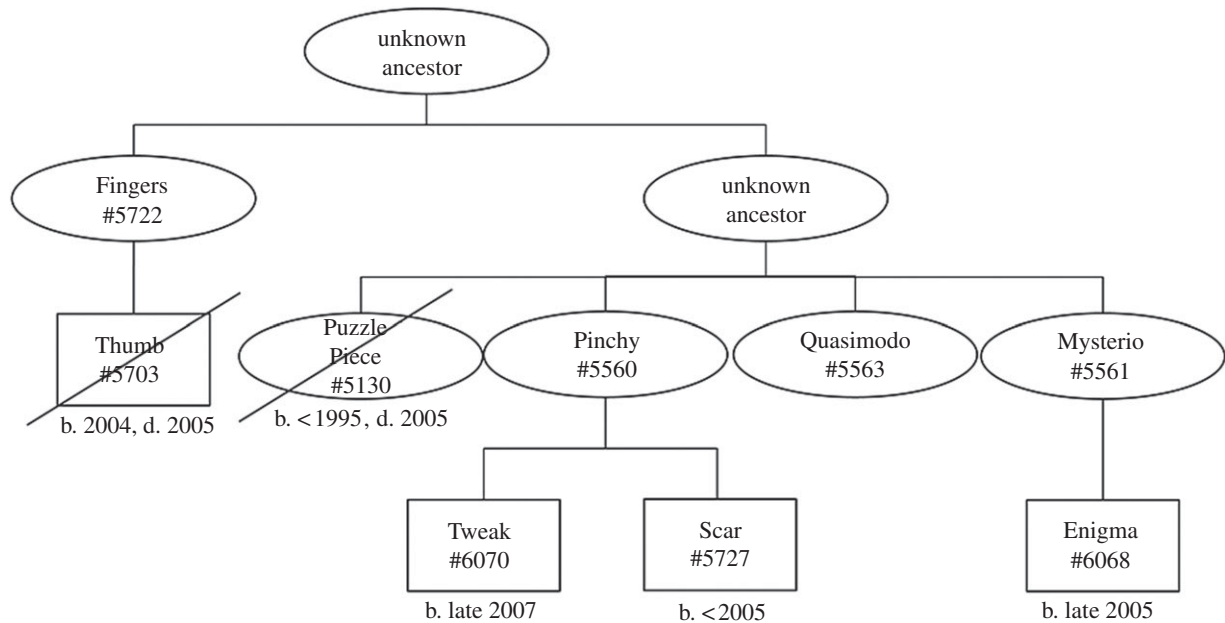 unknown
ancestor
Fingers
#5722
unknown
ancestor
Thumb
#5703
b. 2004, d. 2005
Puzzle
Piece
#5130
b. <1995, d. 2005
Pinchy
#5560
Quasimodo
#5563
Mysterio
#5561
Tweak
#6070
b. late 2007
Scar
#5727
b. <2005
Enigma
#6068
b. late 2005